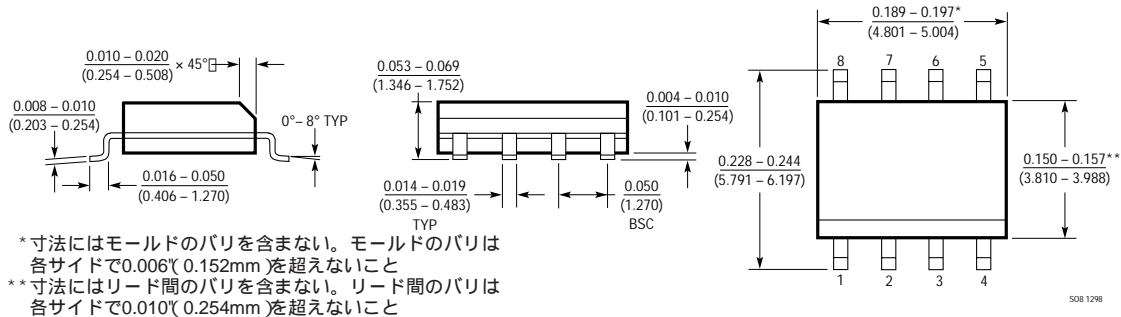 0.010 – 0.020
(0.254 – 0.508)
× 45°
0.008 – 0.010
(0.203 – 0.254)
0°– 8° TYP
0.016 – 0.050
(0.406 – 1.270)
0.053 – 0.069
(1.346 – 1.752)
0.004 – 0.010
(0.101 – 0.254)
0.014 – 0.019
(0.355 – 0.483)
TYP
0.050
(1.270)
BSC
0.189 – 0.197*
(4.801 – 5.004)
8 7 6 5
0.228 – 0.244
(5.791 – 6.197)
0.150 – 0.157**
(3.810 – 3.988)
1 2 3 4
*寸法にはモールドのバリを含まない。モールドのバリは
各サイドで0.006"( 0.152mm )を超えないこと
**寸法にはリード間のバリを含まない。リード間のバリは
各サイドで0.010"( 0.254mm )を超えないこと
SO8 1298